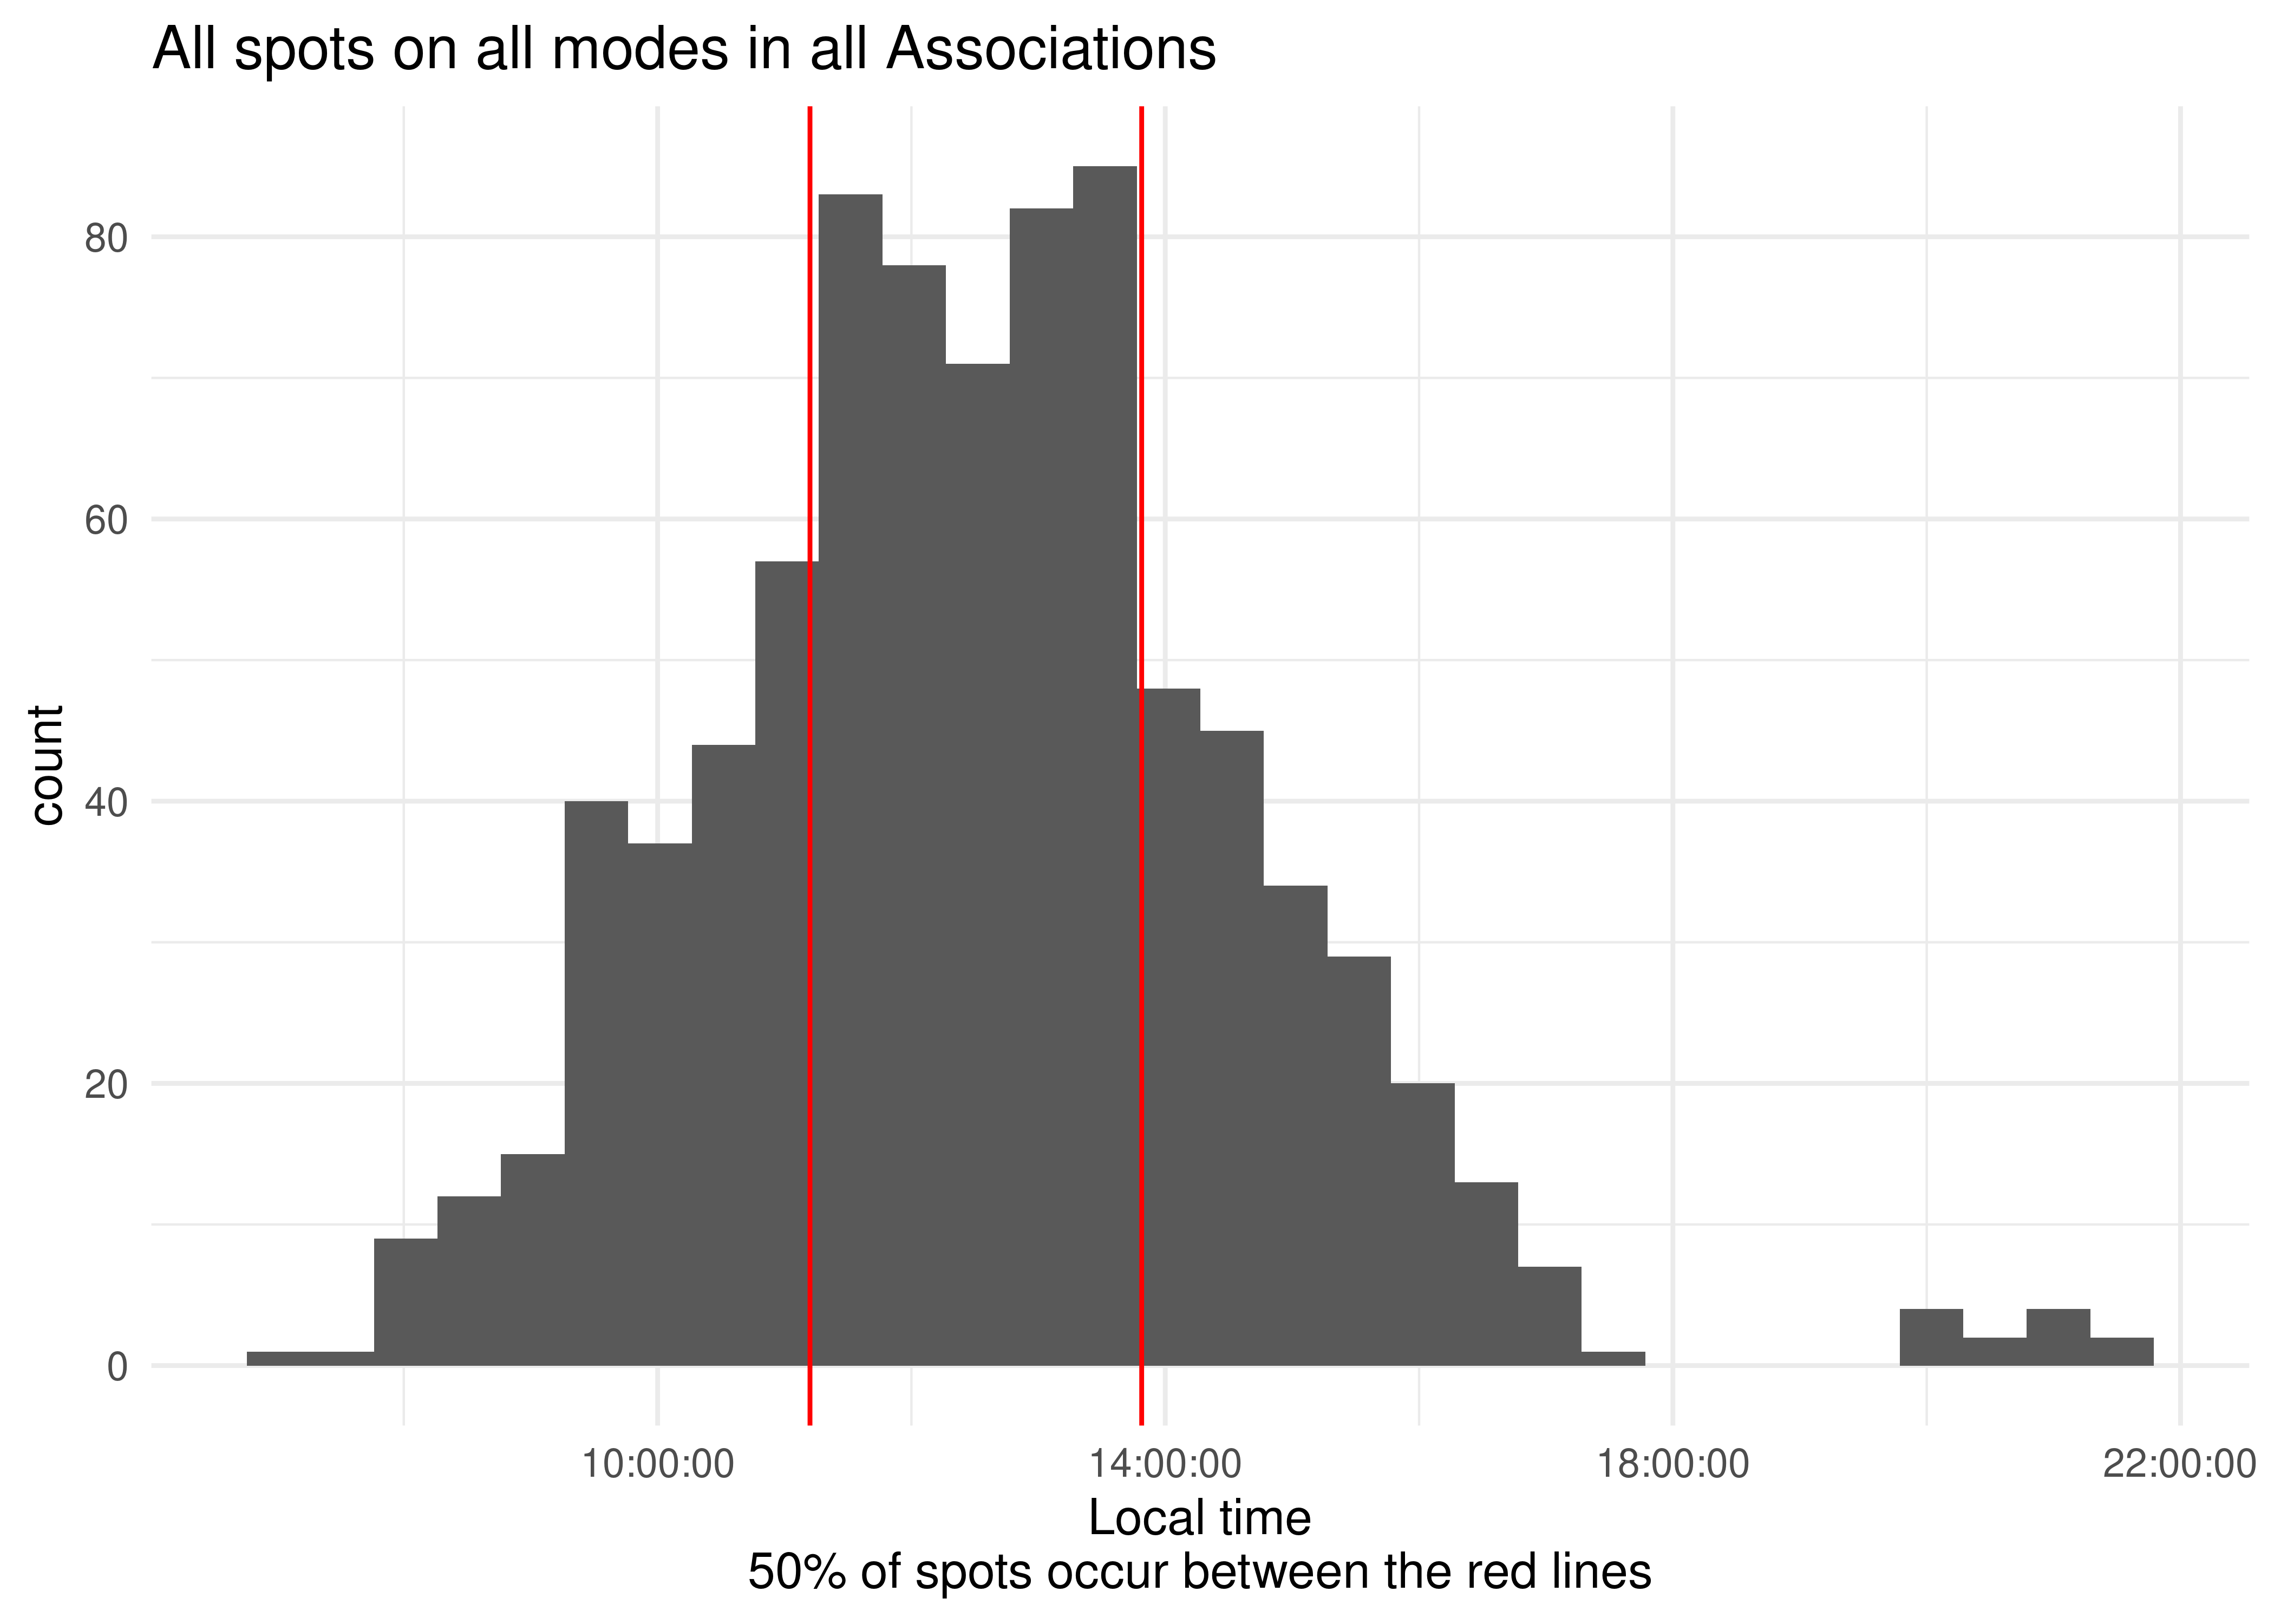 All spots on all modes in all Associations
count
80
60
40
20
0
10:00:00 14:00:00 18:00:00 22:00:00
Local time
50% of spots occur between the red lines